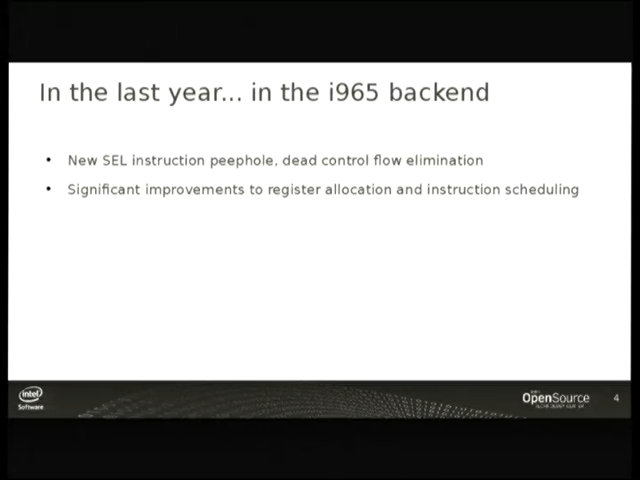 In the last year... in the i965 backend
• New SEL instruction peephole, dead control flow elimination
• Significant improvements to register allocation and instruction scheduling
intel
Software
OpenSource
4